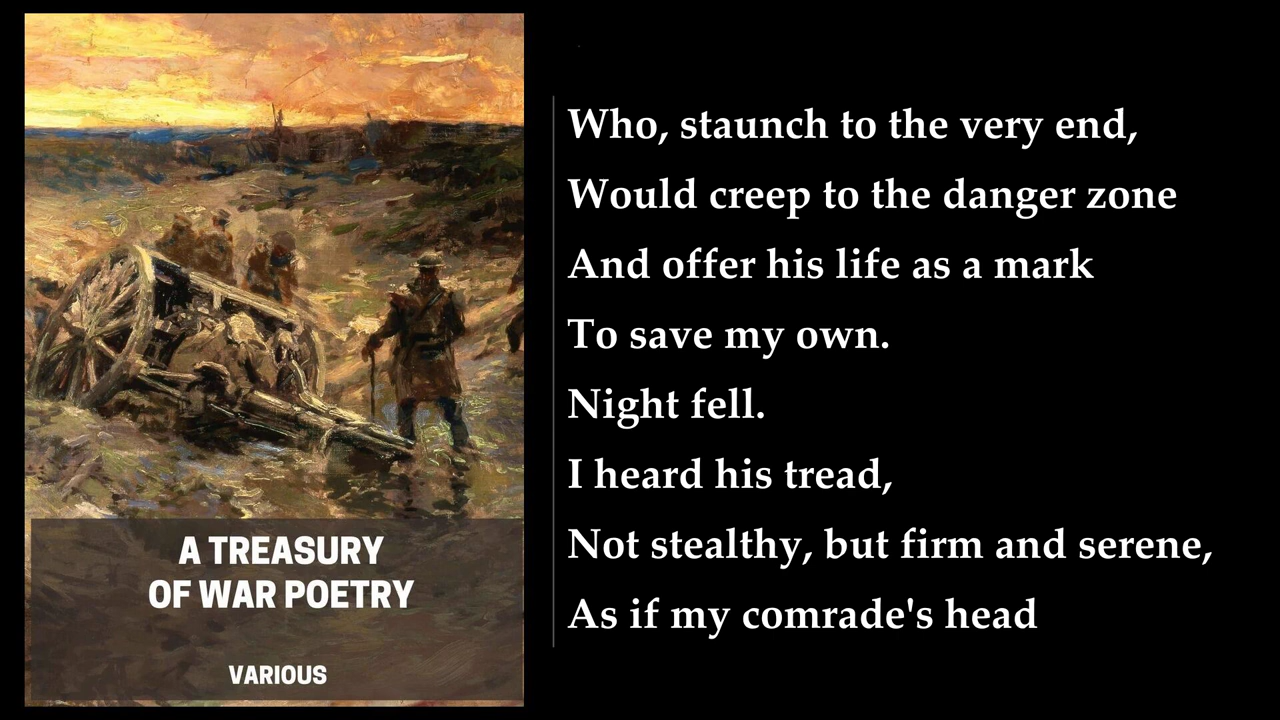 A TREASURY
OF WAR POETRY
VARIOUS
Who, staunch to the very end,
Would creep to the danger zone
And offer his life as a mark
To save my own.
Night fell.
I heard his tread,
Not stealthy, but firm and serene,
As if my comrade's head